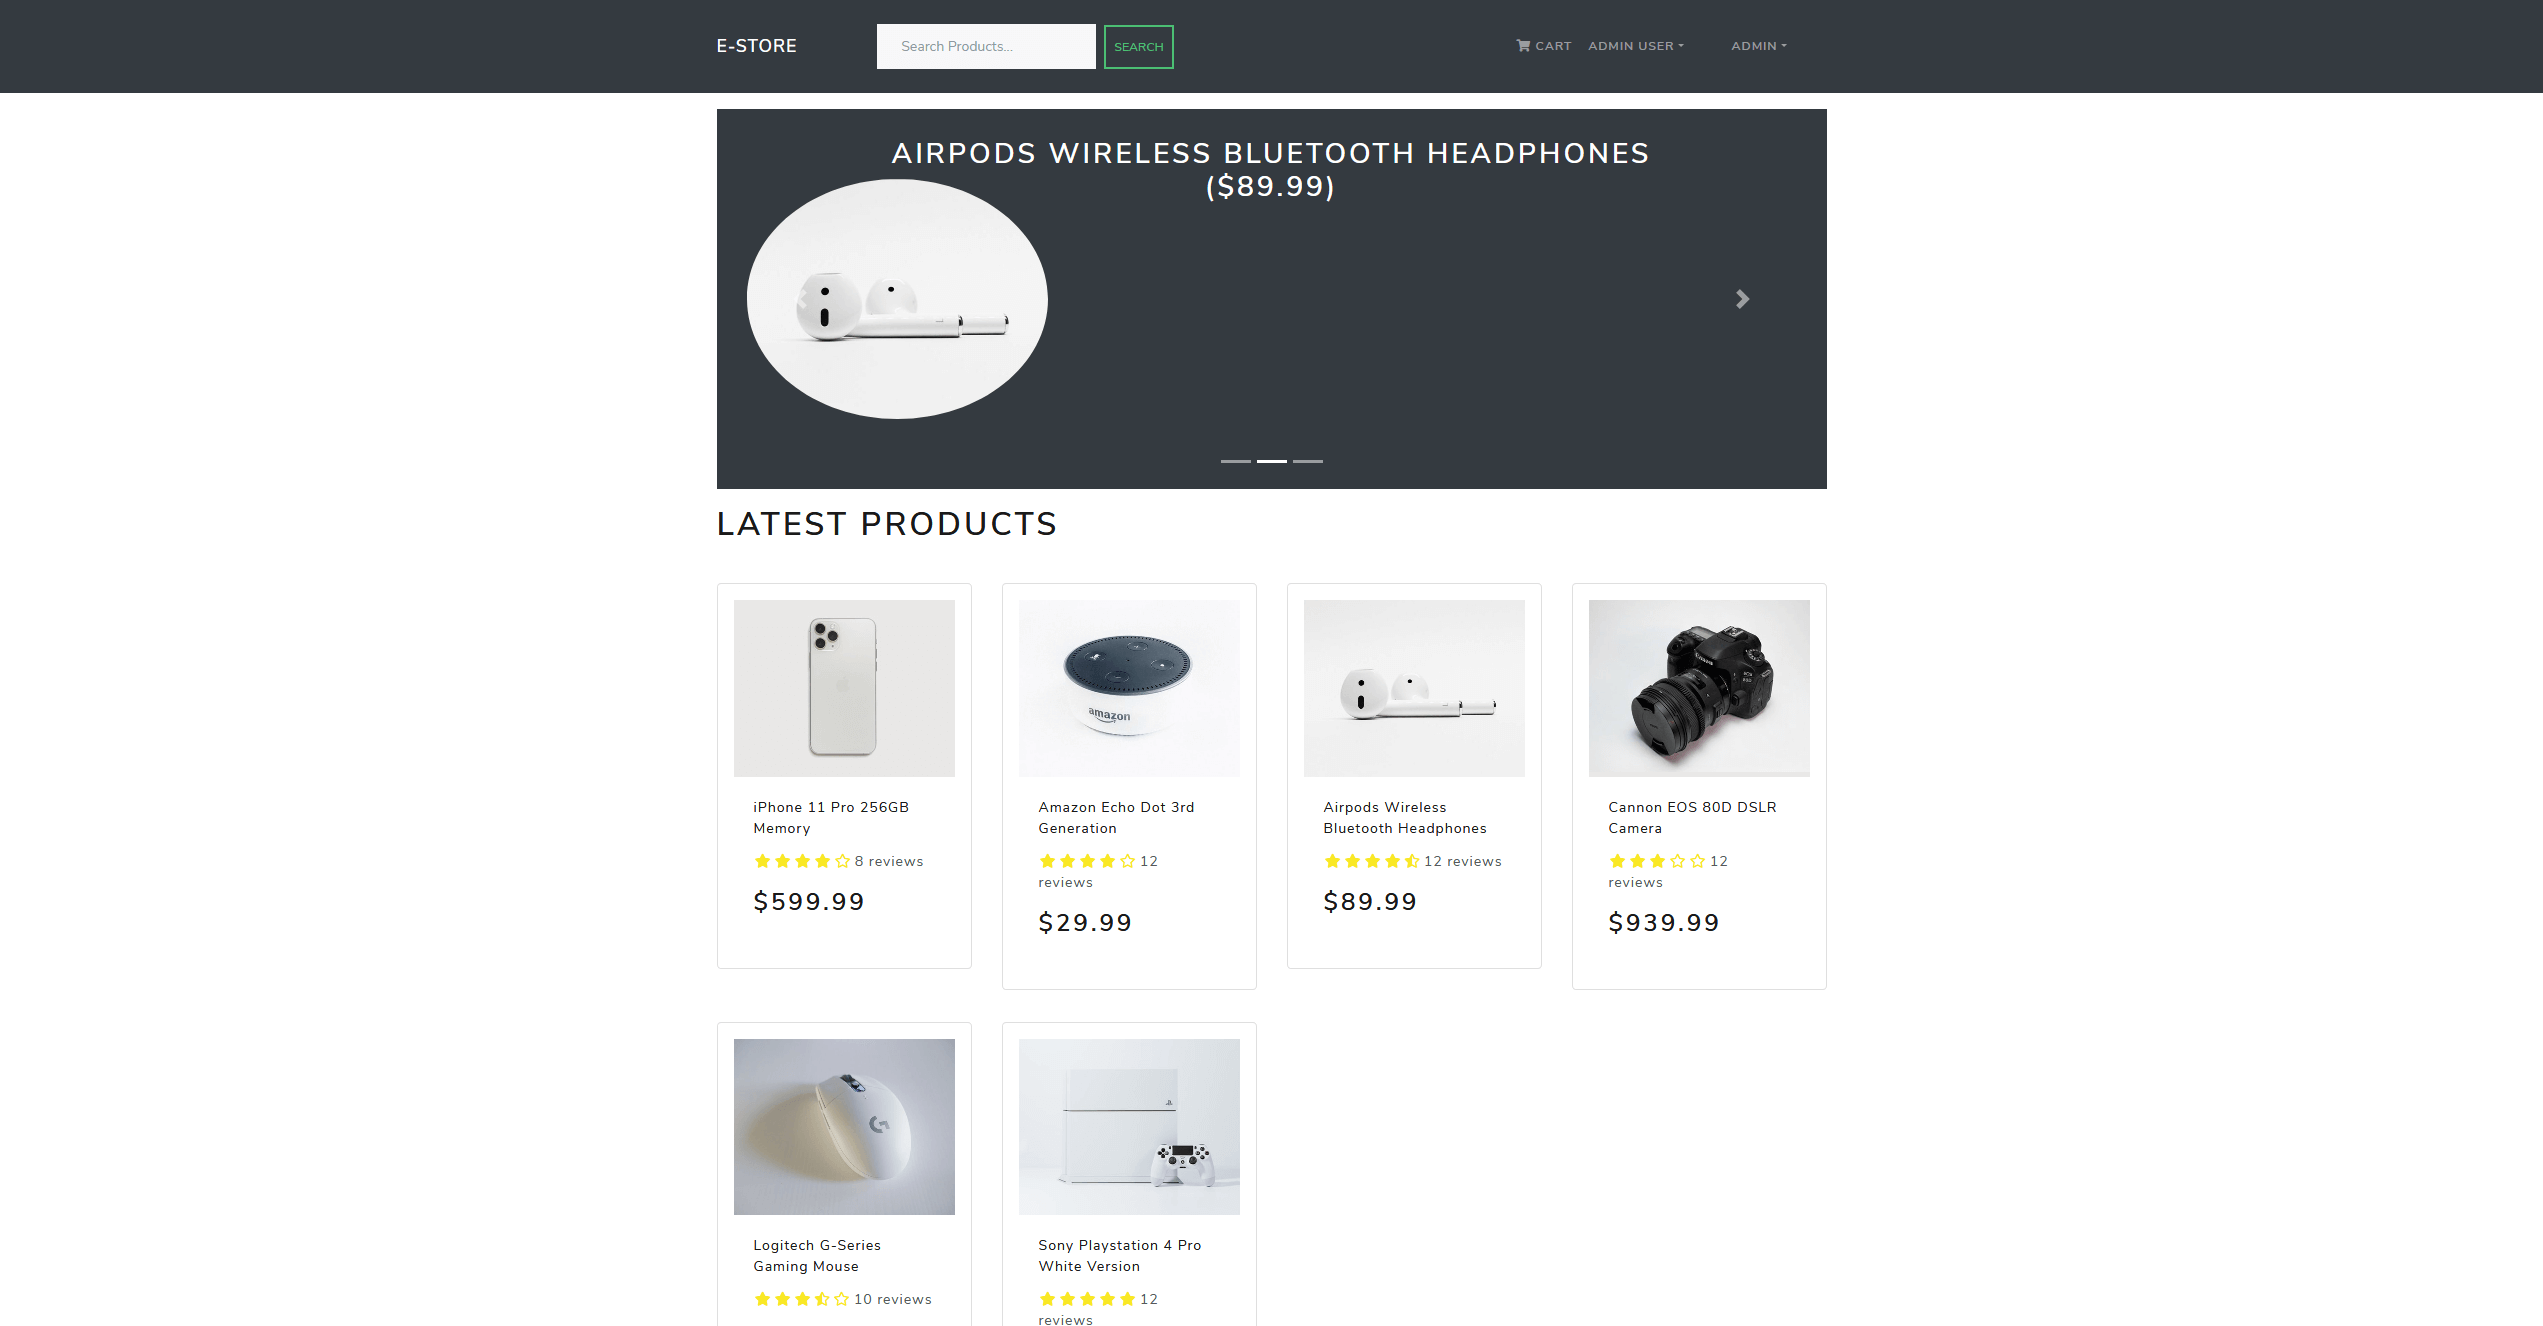 E-STORE
Search Products...
SEARCH
CART
ADMIN USER
ADMIN
AIRPODS WIRELESS BLUETOOTH HEADPHONES
($89.99)
LATEST PRODUCTS
amazon
Canon
iPhone 11 Pro 256GB
Memory
8 reviews
$599.99
Amazon Echo Dot 3rd
Generation
12
reviews
$29.99
Airpods Wireless
Bluetooth Headphones
12 reviews
$89.99
Cannon EOS 80D DSLR
Camera
12
reviews
$939.99
Logitech G-Series
Gaming Mouse
10 reviews
Sony Playstation 4 Pro
White Version
12
reviews